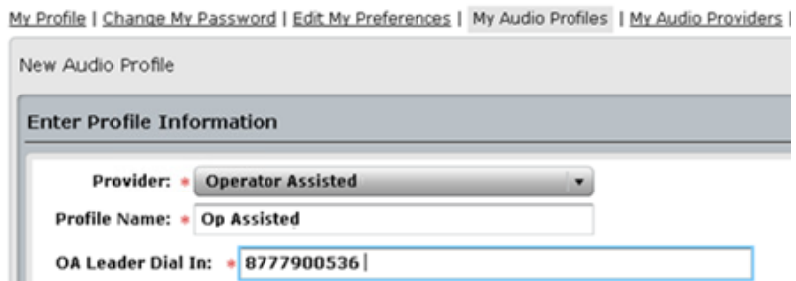 My Profile | Change My Password | Edit My Preferences | My Audio Profiles | My Audio Providers |
New Audio Profile
Enter Profile Information
Provider: * Operator Assisted
Profile Name: * Op Assisted
OA Leader Dial In: * 8777900536